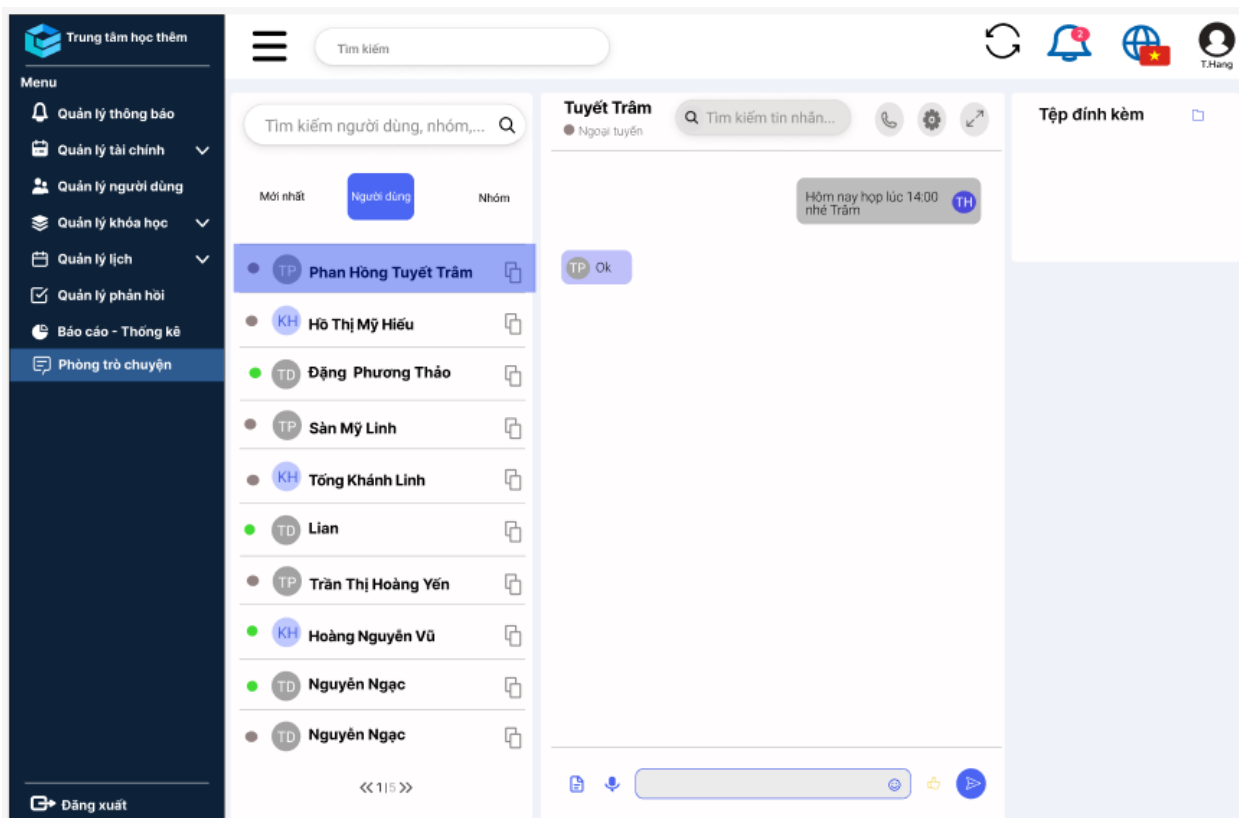 Trung tâm học thêm
Menu
Quản lý thông báo
Quản lý tài chính
Quản lý người dùng
Quản lý khóa học
Quản lý lịch
Quản lý phản hồi
Báo cáo - Thống kê
Phòng trò chuyện
Đăng xuất
Tìm kiếm
2
T.Hang
Tìm kiếm người dùng, nhóm,...
Mới nhất Người dùng Nhóm
TP Phan Hồng Tuyết Trâm
KH Hồ Thị Mỹ Hiếu
TD Đặng Phương Thảo
TP Sàn Mỹ Linh
KH Tống Khánh Linh
TD Lian
TP Trần Thị Hoàng Yến
KH Hoàng Nguyễn Vũ
TD Nguyễn Ngạc
TD Nguyễn Ngạc
1|5
Tuyết Trâm
Ngoại tuyến
Tìm kiếm tin nhắn...
Hôm nay họp lúc 14:00
nhé Trâm
TH
TP Ok
Tệp đính kèm